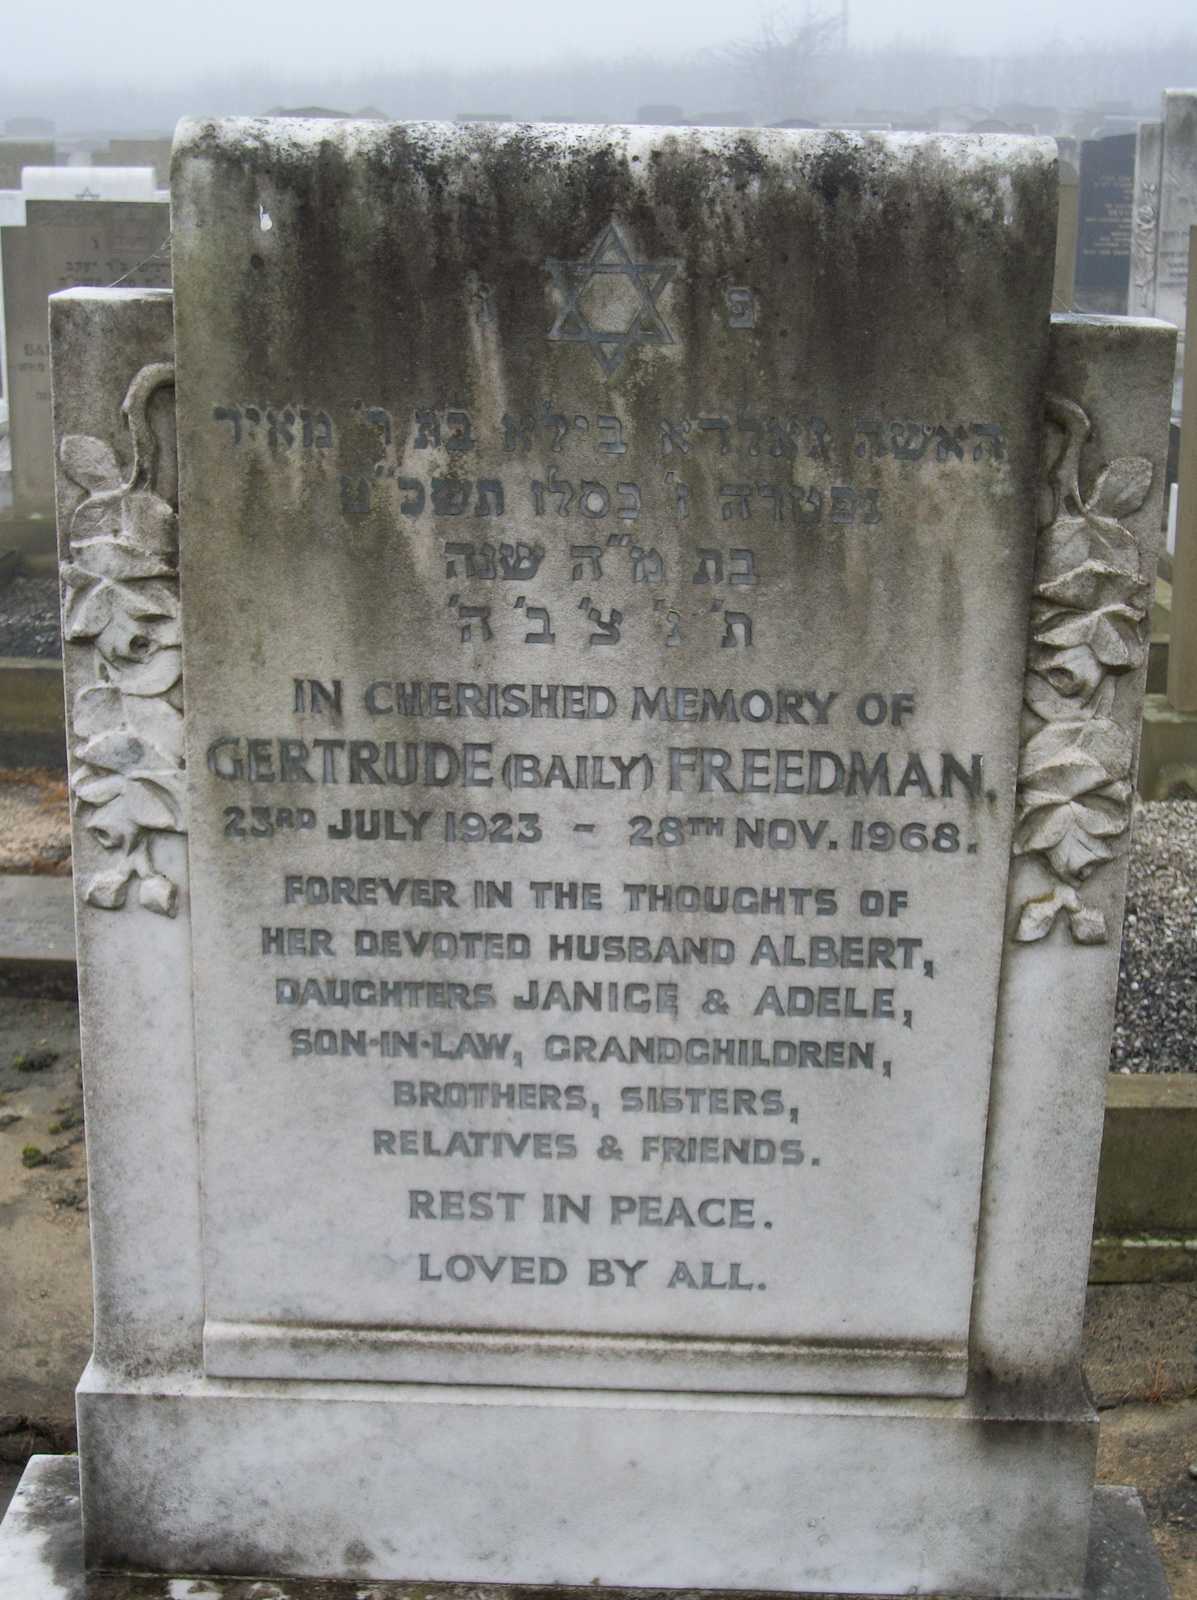 פ
האשה זאלדא בילא בת ר' מאיר
נפטרה ז' כסלו תשכ"ט
בת מ"ה שנה
ת' נ' צ' ב' ה'
IN CHERISHED MEMORY OF
GERTRUDE (BAILY) FREEDMAN.
23RD JULY 1923 - 28TH NOV. 1968.
FOREVER IN THE THOUGHTS OF
HER DEVOTED HUSBAND ALBERT,
DAUGHTERS JANICE & ADELE,
SON-IN-LAW, GRANDCHILDREN,
BROTHERS, SISTERS,
RELATIVES & FRIENDS.
REST IN PEACE.
LOVED BY ALL.